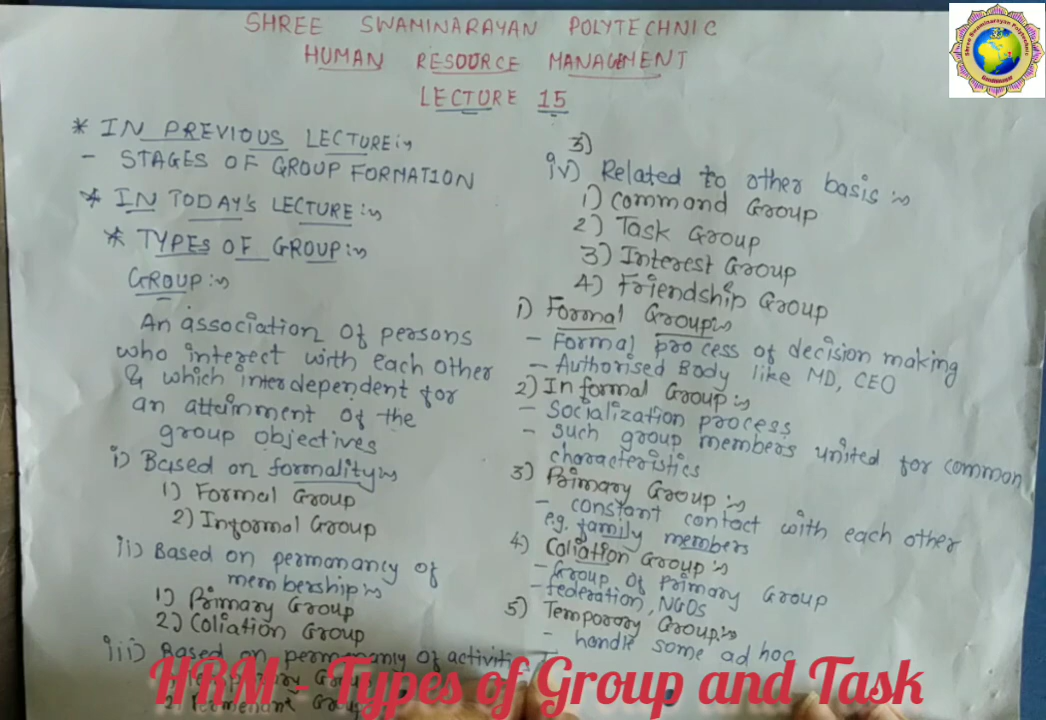 SHREE SWAMINARAYAN POLYTECHNIC
HUMAN RESOURCE MANAGEMENT
LECTURE 15
* IN PREVIOUS LECTURE :-
- STAGES OF GROUP FORMATION
* IN TODAY'S LECTURE :-
* TYPES OF GROUP :-
GROUP :-
An association of persons
who interect with each other
& which interdependent for
an attainment of the
group objectives
i) Based on formality :-
1) Formal Group
2) Informal Group
ii) Based on permanancy of
membership :-
1) Primary Group
2) Coliation Group
iii) Based on permanancy of activiti
Group
2) Group
3)
iv) Related to other basis :-
1) Command Group
2) Task Group
3) Interest Group
4) Friendship Group
1) Formal Group :-
- Formal process of decision making
- Authorised Body like MD, CEO
2) Informal Group :-
- Socialization process
- such group members united for common
characteristics
3) Primary Group :-
- constant contact with each other
e.g. family members
4) Coliation Group :-
- Group of Primary Group
- federation, NGOs
5) Temporary Group :-
- handle some ad hoc
HRM - Types of Group and Task
Shree Swaminarayan Polytechnic